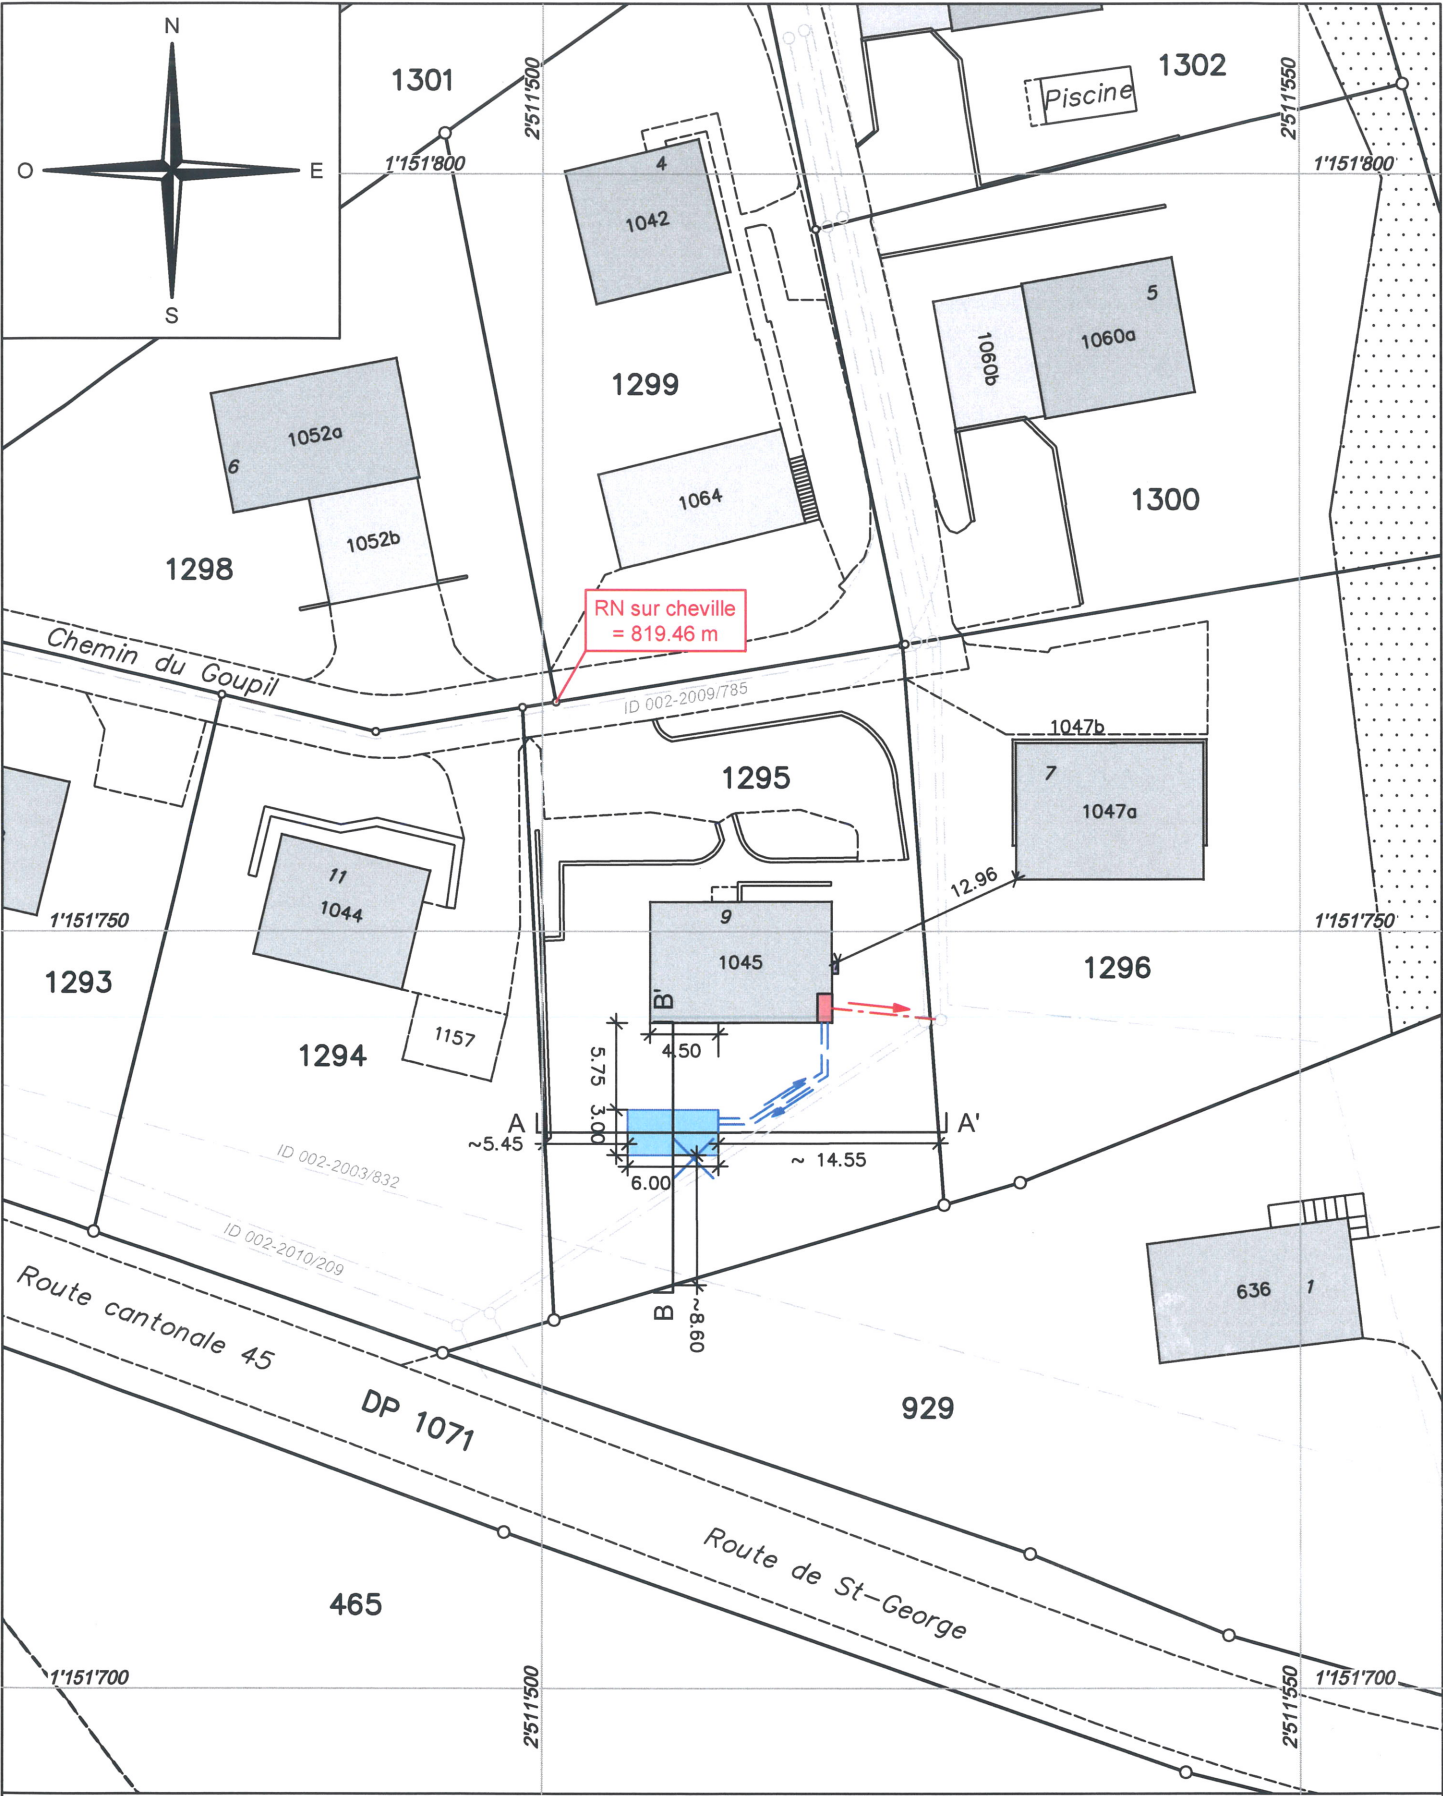 N
O
E
S
1301
2'511'500
1302
2'511'550
Piscine
1'151'800
1'151'800
4
1042
5
1060a
1060b
1299
1052a
6
1064
1300
1052b
1298
RN sur cheville
= 819.46 m
Chemin du Goupil
ID 002-2009/785
1047b
1295
7
1047a
11
1044
12.96
9
1'151'750
1'151'750
1045
1293
1296
B'
1157
1294
4.50
5.75
3.00
A
A'
~5.45
~ 14.55
6.00
ID 002-2003/832
ID 002-2010/209
B
~8.60
636
1
Route cantonale 45
DP 1071
929
Route de St-George
465
1'151'700
2'511'500
2'511'550
1'151'700